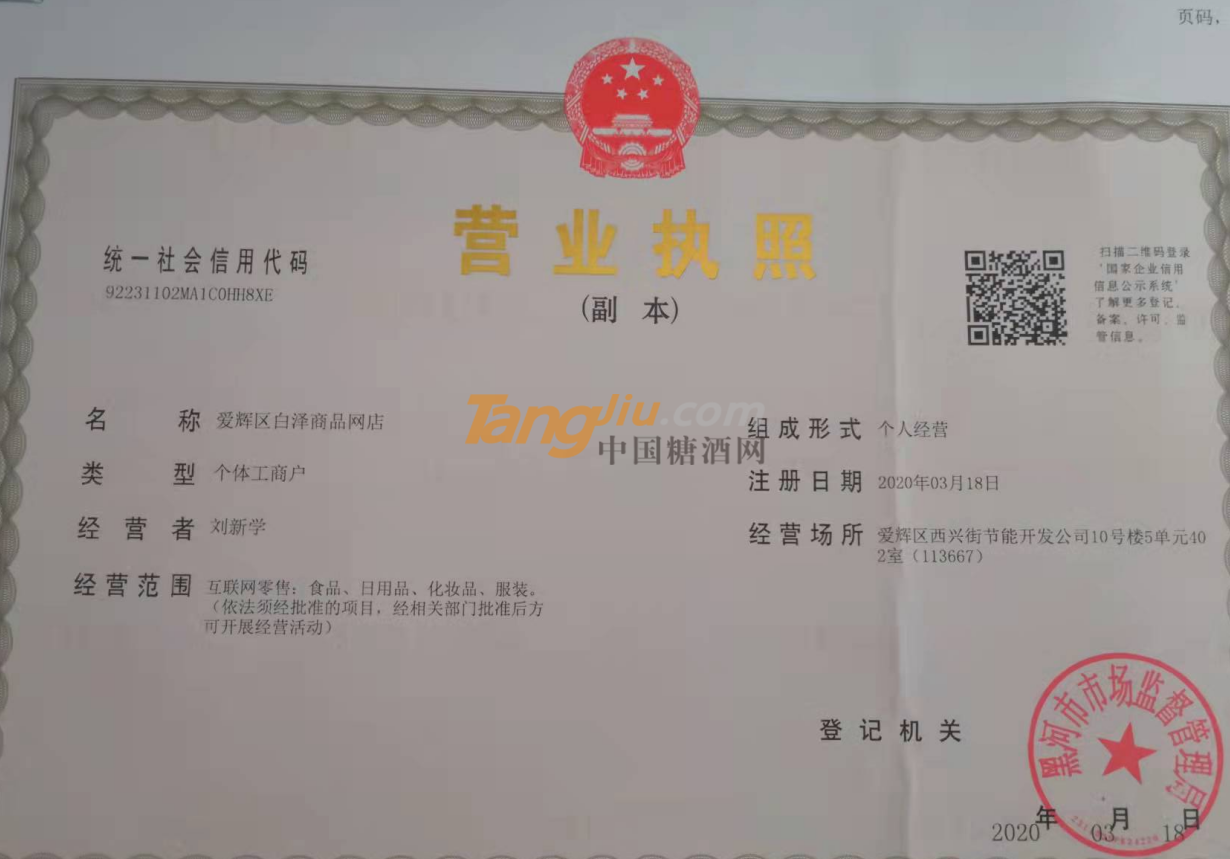 页码,
营业执照
(副 本)
统一社会信用代码
92231102MA1C0HH8XE
扫描二维码登录
'国家企业信用
信息公示系统'
了解更多登记、
备案、许可、监
管信息。
TangJiu.com
中国糖酒网
名 称 爱辉区白泽商品网店
类 型 个体工商户
经营者 刘新学
经营范围 互联网零售：食品、日用品、化妆品、服装。
（依法须经批准的项目，经相关部门批准后方
可开展经营活动）
组成形式 个人经营
注册日期 2020年03月18日
经营场所 爱辉区西兴街节能开发公司10号楼5单元40
2室（113667）
登记机关
黑河市市场监督管理局
2020年03月18日